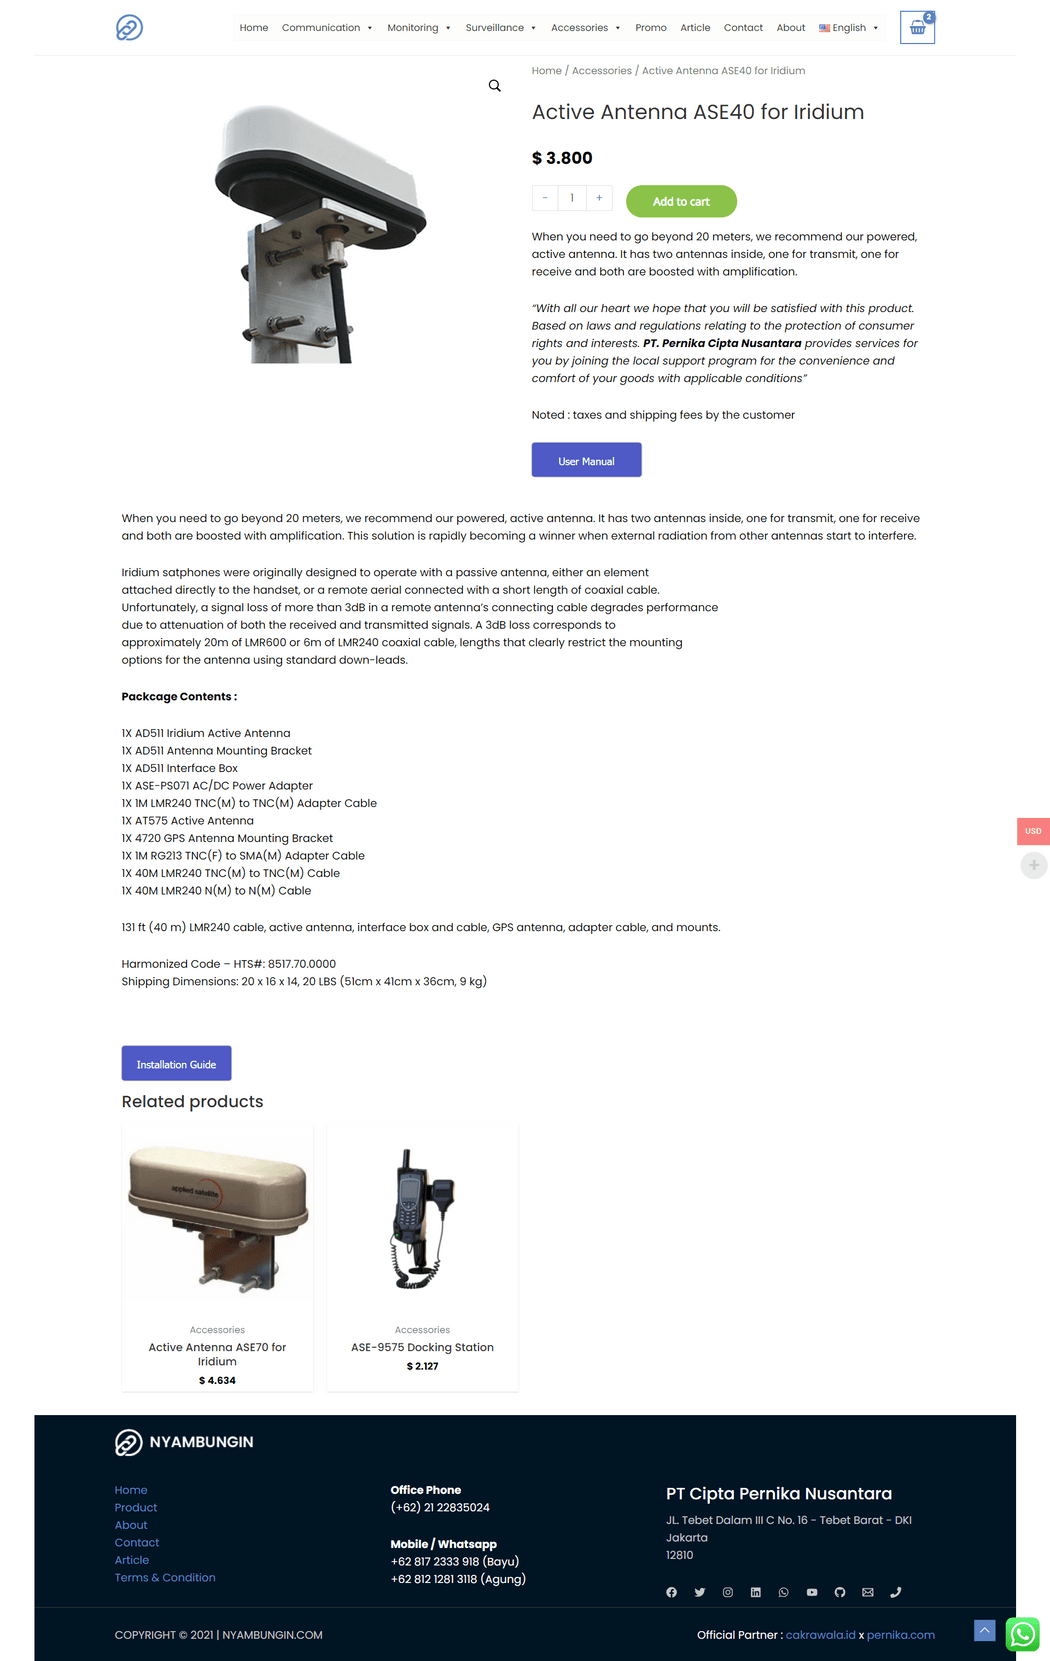 Home Communication Monitoring Surveillance Accessories Promo Article Contact About English 2
Home / Accessories / Active Antenna ASE40 for Iridium
Active Antenna ASE40 for Iridium
$ 3.800
- 1 + Add to cart
When you need to go beyond 20 meters, we recommend our powered,
active antenna. It has two antennas inside, one for transmit, one for
receive and both are boosted with amplification.
“With all our heart we hope that you will be satisfied with this product.
Based on laws and regulations relating to the protection of consumer
rights and interests. PT. Pernika Cipta Nusantara provides services for
you by joining the local support program for the convenience and
comfort of your goods with applicable conditions”
Noted : taxes and shipping fees by the customer
User Manual
When you need to go beyond 20 meters, we recommend our powered, active antenna. It has two antennas inside, one for transmit, one for receive
and both are boosted with amplification. This solution is rapidly becoming a winner when external radiation from other antennas start to interfere.
Iridium satphones were originally designed to operate with a passive antenna, either an element
attached directly to the handset, or a remote aerial connected with a short length of coaxial cable.
Unfortunately, a signal loss of more than 3dB in a remote antenna’s connecting cable degrades performance
due to attenuation of both the received and transmitted signals. A 3dB loss corresponds to
approximately 20m of LMR600 or 6m of LMR240 coaxial cable, lengths that clearly restrict the mounting
options for the antenna using standard down-leads.
Packcage Contents :
1X AD511 Iridium Active Antenna
1X AD511 Antenna Mounting Bracket
1X AD511 Interface Box
1X ASE-PS071 AC/DC Power Adapter
1X 1M LMR240 TNC(M) to TNC(M) Adapter Cable
1X AT575 Active Antenna
1X 4720 GPS Antenna Mounting Bracket
1X 1M RG213 TNC(F) to SMA(M) Adapter Cable
1X 40M LMR240 TNC(M) to TNC(M) Cable
1X 40M LMR240 N(M) to N(M) Cable
USD
131 ft (40 m) LMR240 cable, active antenna, interface box and cable, GPS antenna, adapter cable, and mounts.
Harmonized Code – HTS#: 8517.70.0000
Shipping Dimensions: 20 x 16 x 14, 20 LBS (51cm x 41cm x 36cm, 9 kg)
Installation Guide
Related products
applied satellite
Accessories
Active Antenna ASE70 for
Iridium
$ 4.634
Accessories
ASE-9575 Docking Station
$ 2.127
NYAMBUNGIN
Home
Product
About
Contact
Article
Terms & Condition
Office Phone
(+62) 21 22835024
Mobile / Whatsapp
+62 817 2333 918 (Bayu)
+62 812 1281 3118 (Agung)
PT Cipta Pernika Nusantara
JL. Tebet Dalam III C No. 16 - Tebet Barat - DKI
Jakarta
12810
COPYRIGHT © 2021 | NYAMBUNGIN.COM
Official Partner : cakrawala.id x pernika.com